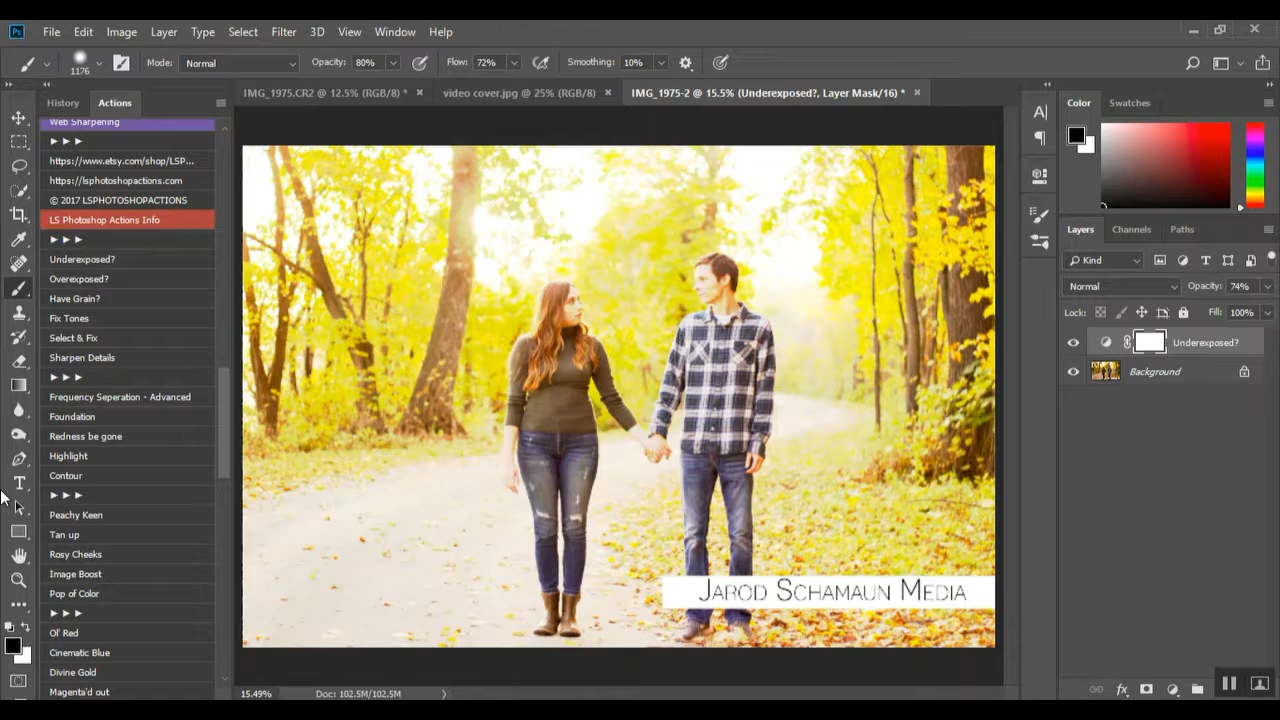 Ps File Edit Image Layer Type Select Filter 3D View Window Help
1176 Mode: Normal Opacity: 80% Flow: 72% Smoothing: 10%
IMG_1975.CR2 @ 12.5% (RGB/8) * × video cover.jpg @ 25% (RGB/8) × IMG_1975-2 @ 15.5% (Underexposed?, Layer Mask/16) * ×
History Actions
Web Sharpening
https://www.etsy.com/shop/LSP...
https://lsphotoshopactions.com
© 2017 LSPHOTOSHOPACTIONS
LS Photoshop Actions Info
Underexposed?
Overexposed?
Have Grain?
Fix Tones
Select & Fix
Sharpen Details
Frequency Seperation - Advanced
Foundation
Redness be gone
Highlight
Contour
Peachy Keen
Tan up
Rosy Cheeks
Image Boost
Pop of Color
Ol' Red
Cinematic Blue
Divine Gold
Magenta'd out
Jarod Schamaun Media
15.49% Doc: 102.5M/102.5M
Color Swatches
Layers Channels Paths
Kind
Normal Opacity: 74%
Lock: Fill: 100%
Underexposed?
Background